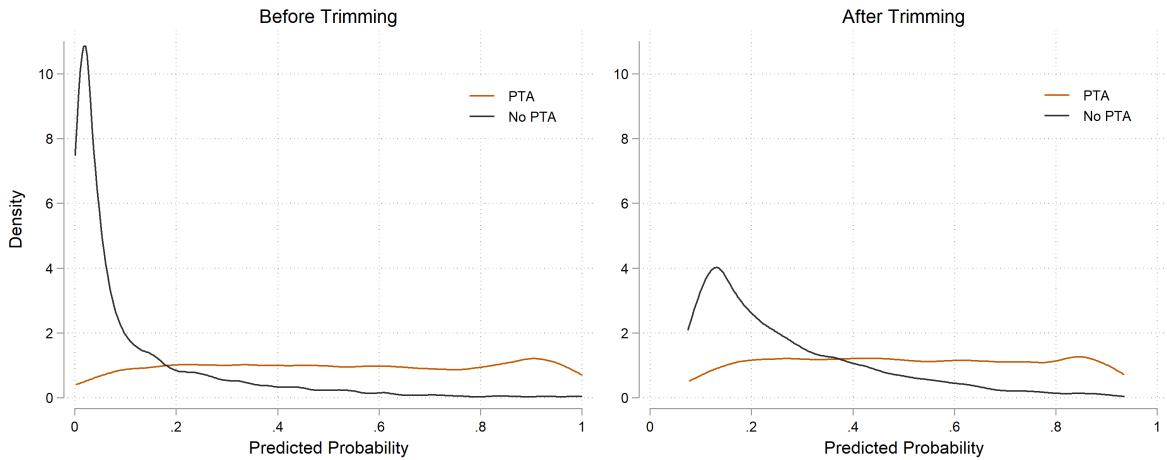 Before Trimming
Density
10
8
6
4
2
0
PTA
No PTA
0 .2 .4 .6 .8 1
Predicted Probability
After Trimming
10
8
6
4
2
0
PTA
No PTA
0 .2 .4 .6 .8 1
Predicted Probability